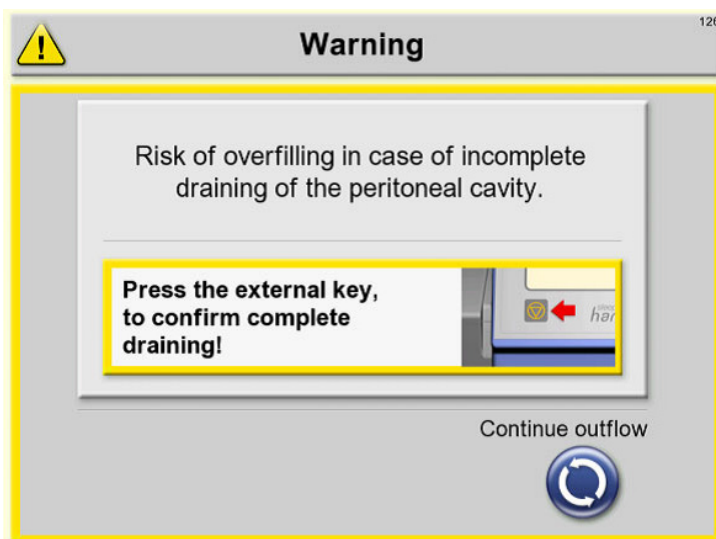 126
Warning
Risk of overfilling in case of incomplete
draining of the peritoneal cavity.
Press the external key,
to confirm complete
draining!
Continue outflow